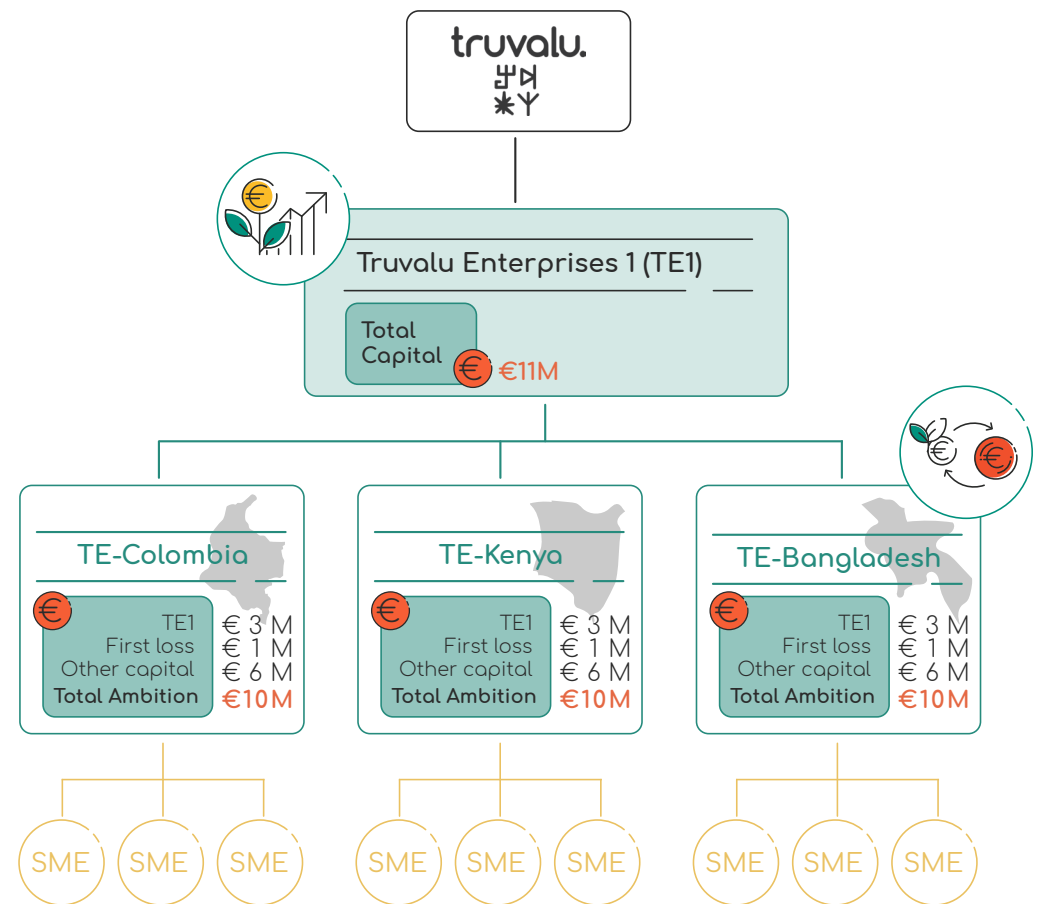 truvalu.
Truvalu Enterprises 1 (TE1)
Total
Capital
€
€11M
€
€
€
TE-Colombia
€
TE1 € 3 M
First loss € 1 M
Other capital € 6 M
Total Ambition €10M
TE-Kenya
€
TE1 € 3 M
First loss € 1 M
Other capital € 6 M
Total Ambition €10M
TE-Bangladesh
€
TE1 € 3 M
First loss € 1 M
Other capital € 6 M
Total Ambition €10M
SME SME SME
SME SME SME
SME SME SME